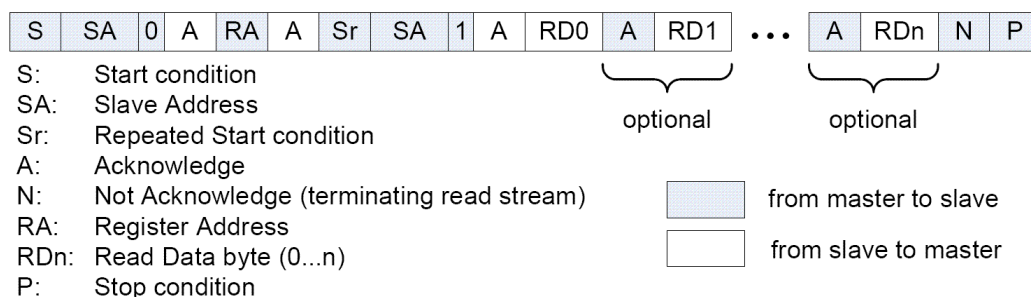 S SA 0 A RA A Sr SA 1 A RD0 A RD1 ... A RDn N P
S: Start condition
SA: Slave Address
optional optional
Sr: Repeated Start condition
A: Acknowledge
N: Not Acknowledge (terminating read stream)
from master to slave
RA: Register Address
RDn: Read Data byte (0...n)
from slave to master
P: Stop condition